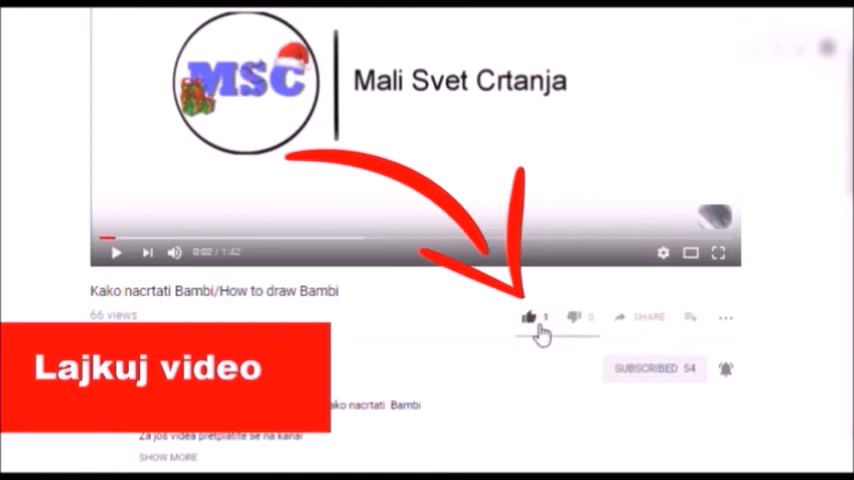 MSC
Mali Svet Crtanja
0:02 / 1:42
Kako nacrtati Bambi/How to draw Bambi
66 views
1
0
SHARE
Lajkuj video
SUBSCRIBED 54
ako nacrtati Bambi
Za još videa pretplatite se na kanal
SHOW MORE